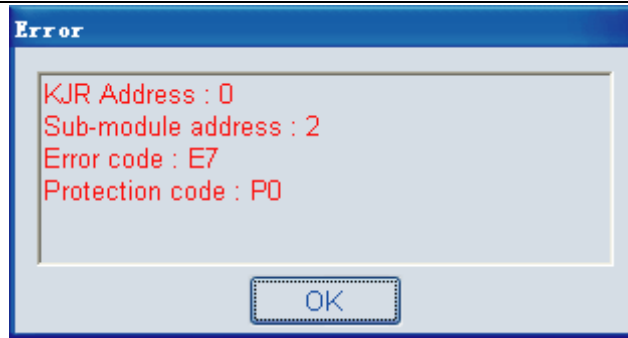 Error
KJR Address : 0
Sub-module address : 2
Error code : E7
Protection code : P0
OK